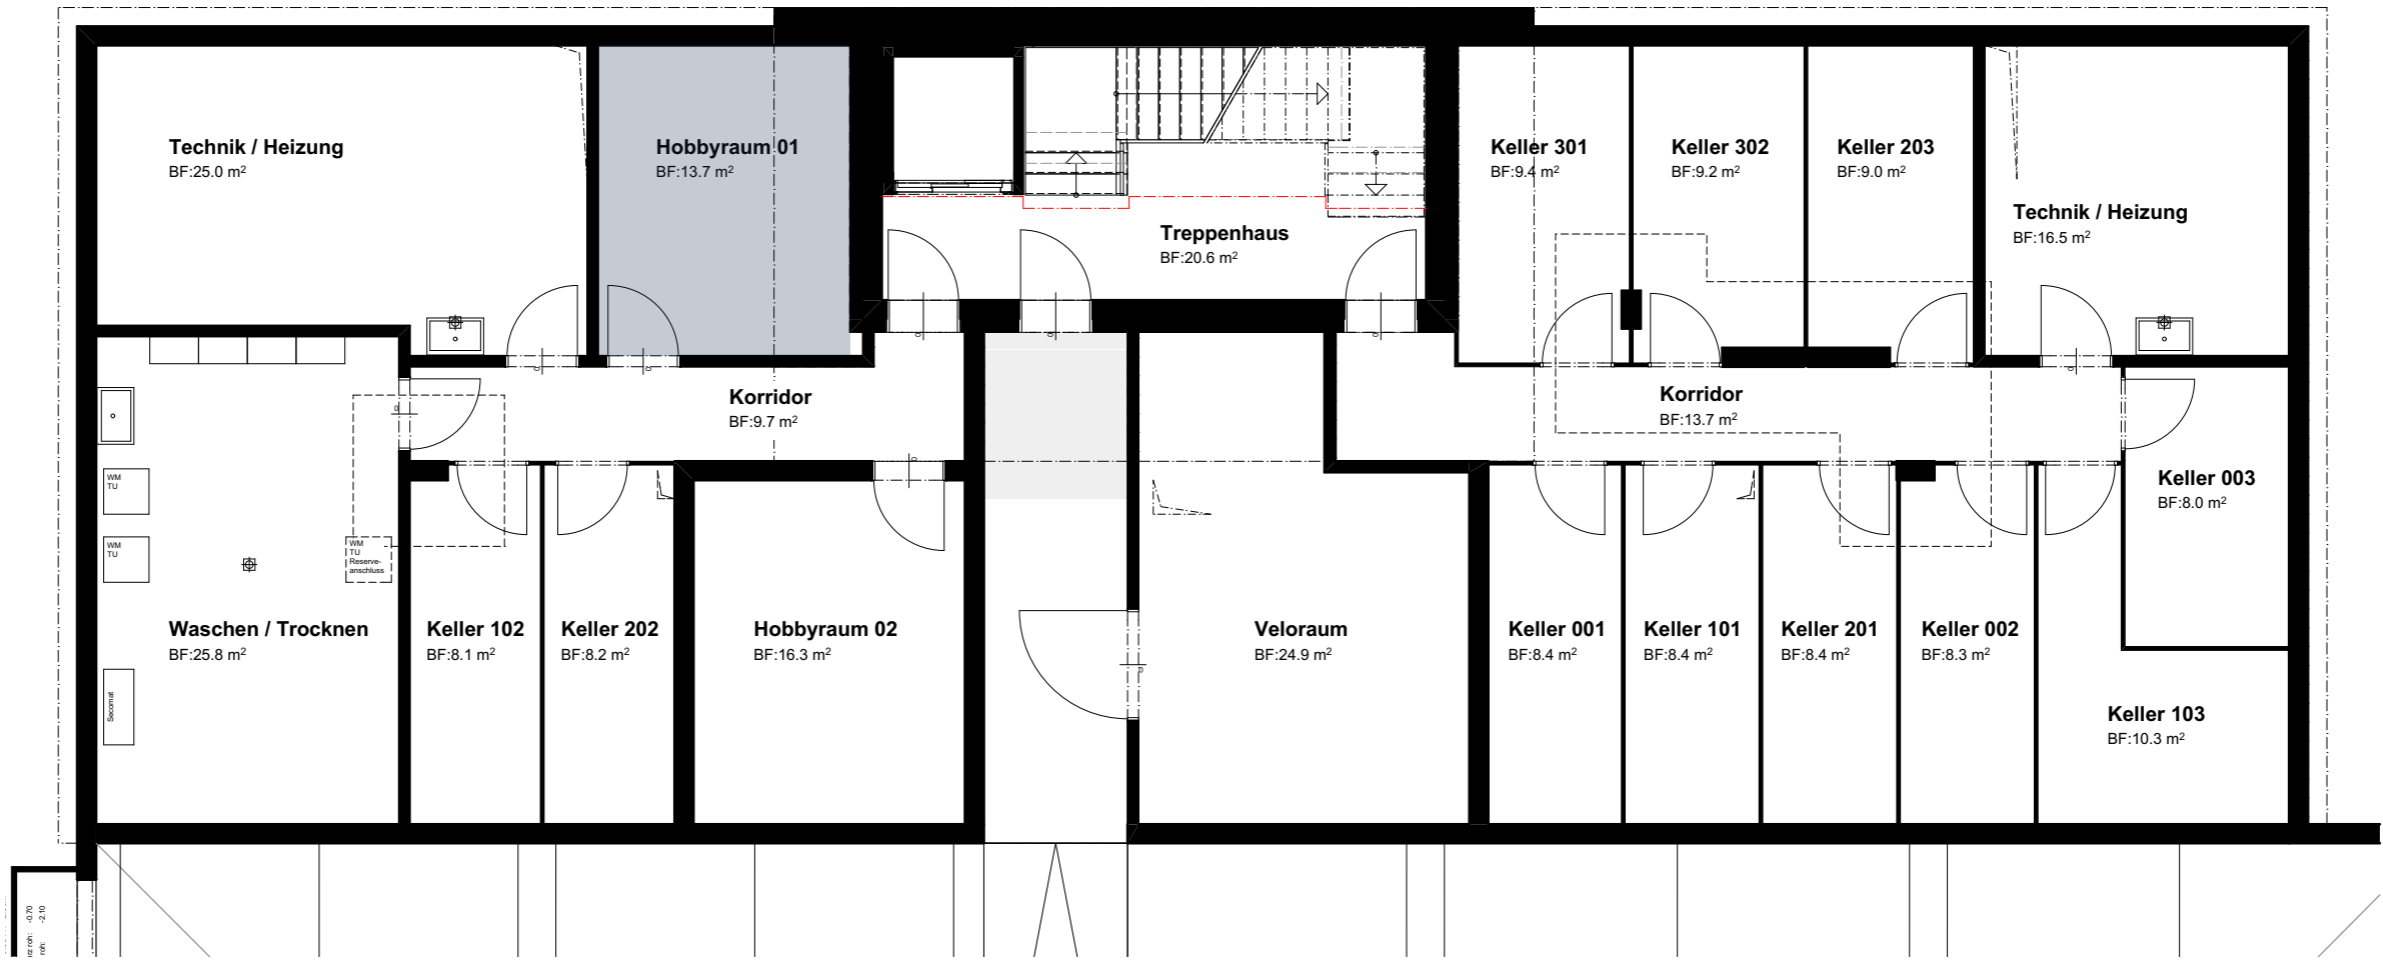 Technik / Heizung
BF:25.0 m²
Hobbyraum 01
BF:13.7 m²
Keller 301
BF:9.4 m²
Keller 302
BF:9.2 m²
Keller 203
BF:9.0 m²
Technik / Heizung
BF:16.5 m²
Treppenhaus
BF:20.6 m²
Korridor
BF:9.7 m²
Korridor
BF:13.7 m²
Keller 003
BF:8.0 m²
WM
TU
WM
TU
WM
TU
Reserve-
anschluss
Waschen / Trocknen
BF:25.8 m²
Keller 102
BF:8.1 m²
Keller 202
BF:8.2 m²
Hobbyraum 02
BF:16.3 m²
Veloraum
BF:24.9 m²
Keller 001
BF:8.4 m²
Keller 101
BF:8.4 m²
Keller 201
BF:8.4 m²
Keller 002
BF:8.3 m²
Secomat
Keller 103
BF:10.3 m²
roh: -0.70
roh: -2.10